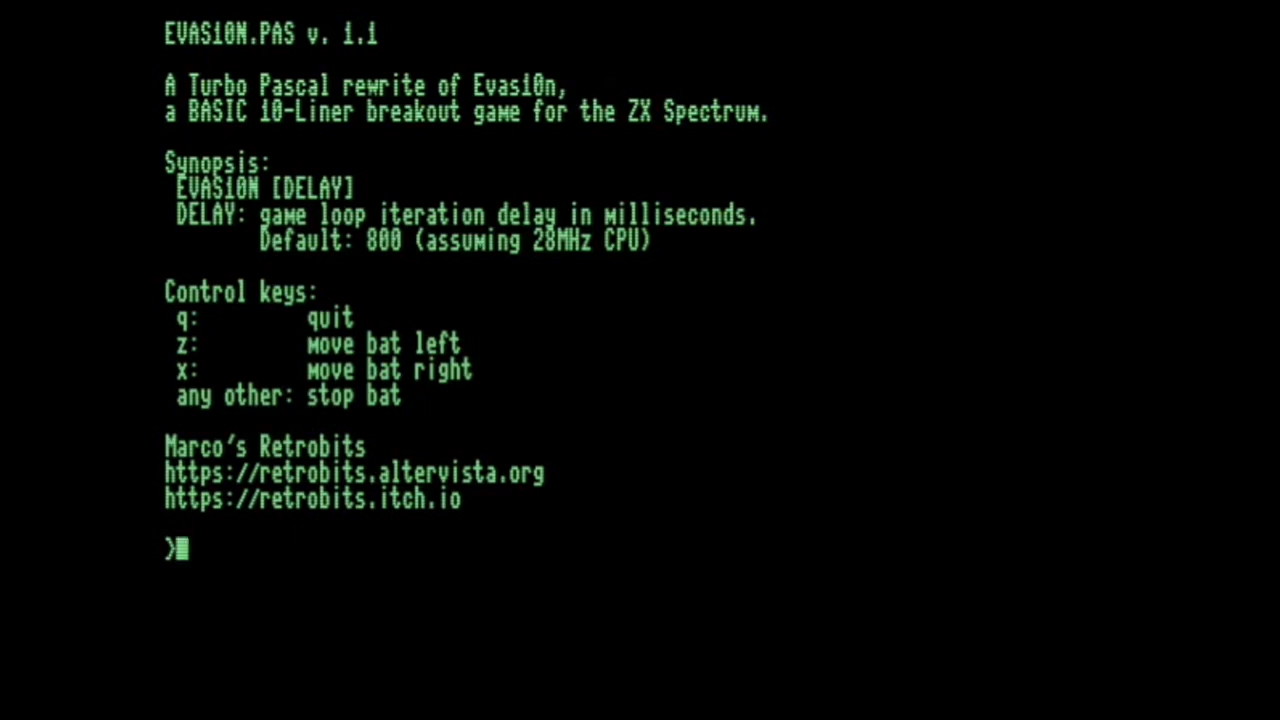 EVAS10N.PAS v. 1.1
A Turbo Pascal rewrite of Evas10n,
a BASIC 10-Liner breakout game for the ZX Spectrum.
Synopsis:
EVAS10N [DELAY]
DELAY: game loop iteration delay in milliseconds.
Default: 800 (assuming 28MHz CPU)
Control keys:
q: quit
z: move bat left
x: move bat right
any other: stop bat
Marco's Retrobits
https://retrobits.altervista.org
https://retrobits.itch.io
>